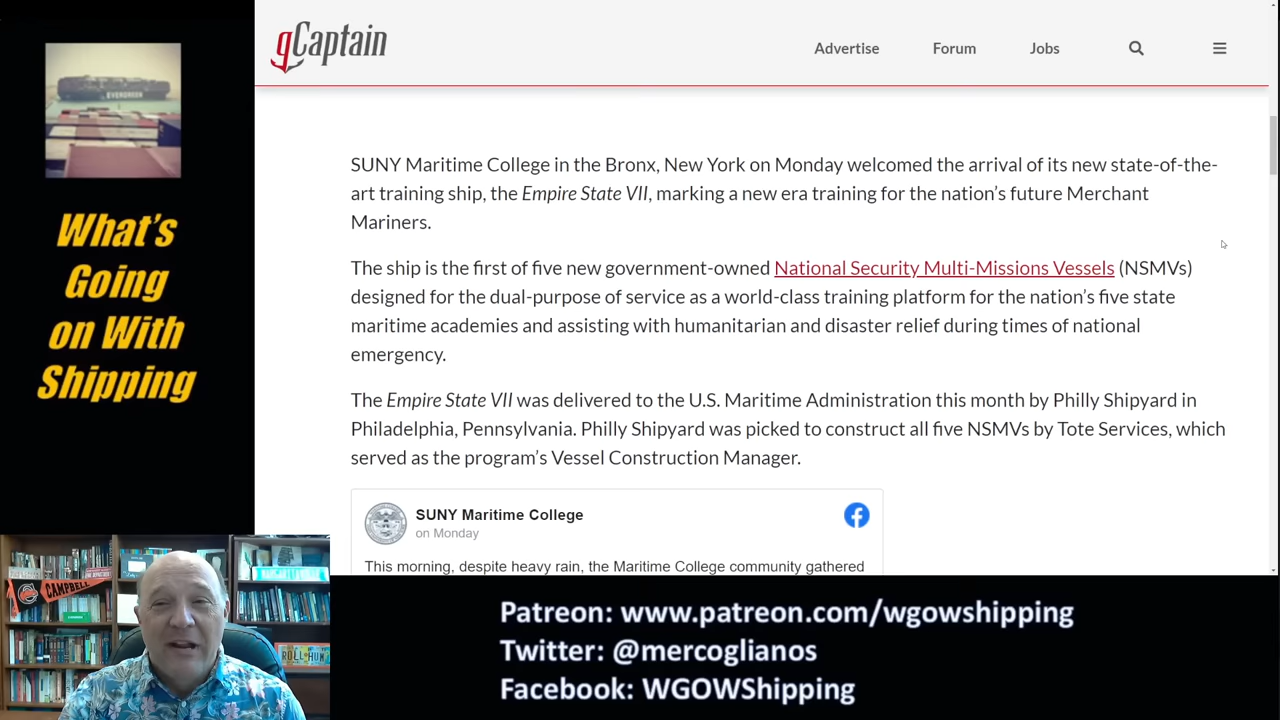 gCaptain
Advertise
Forum
Jobs
EVERGREEN
What's
Going
on With
Shipping
SUNY Maritime College in the Bronx, New York on Monday welcomed the arrival of its new state-of-the-
art training ship, the Empire State VII, marking a new era training for the nation's future Merchant
Mariners.
The ship is the first of five new government-owned National Security Multi-Missions Vessels (NSMVs)
designed for the dual-purpose of service as a world-class training platform for the nation's five state
maritime academies and assisting with humanitarian and disaster relief during times of national
emergency.
The Empire State VII was delivered to the U.S. Maritime Administration this month by Philly Shipyard in
Philadelphia, Pennsylvania. Philly Shipyard was picked to construct all five NSMVs by Tote Services, which
served as the program's Vessel Construction Manager.
SUNY Maritime College
on Monday
This morning, despite heavy rain, the Maritime College community gathered
CAMPBELL
Patreon: www.patreon.com/wgowshipping
Twitter: @mercoglianos
Facebook: WGOWShipping